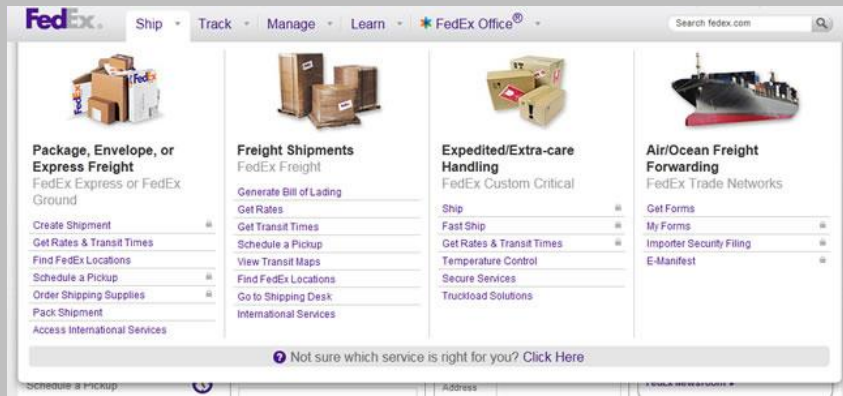 FedEx® Ship Track Manage Learn FedEx Office® Search fedex.com
Package, Envelope, or
Express Freight
FedEx Express or FedEx
Ground
Create Shipment
Get Rates & Transit Times
Find FedEx Locations
Schedule a Pickup
Order Shipping Supplies
Pack Shipment
Access International Services
Freight Shipments
FedEx Freight
Generate Bill of Lading
Get Rates
Get Transit Times
Schedule a Pickup
View Transit Maps
Find FedEx Locations
Go to Shipping Desk
International Services
Expedited/Extra-care
Handling
FedEx Custom Critical
Ship
Fast Ship
Get Rates & Transit Times
Temperature Control
Secure Services
Truckload Solutions
Air/Ocean Freight
Forwarding
FedEx Trade Networks
Get Forms
My Forms
Importer Security Filing
E-Manifest
Not sure which service is right for you? Click Here
Schedule a Pickup
Address
FedEx Newsroom